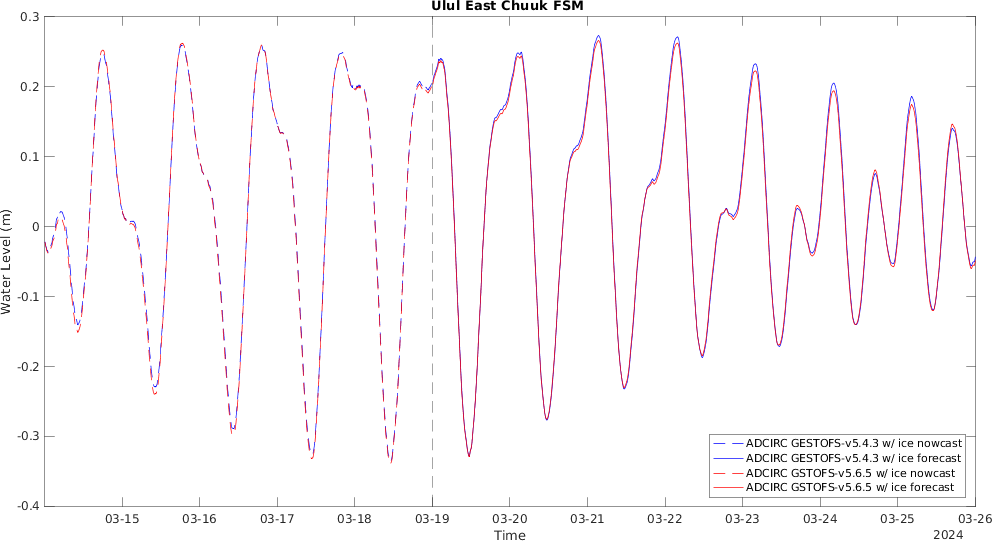 Ulul East Chuuk FSM
0.3
0.2
0.1
0
-0.1
-0.2
-0.3
-0.4
Water Level (m)
ADCIRC GESTOFS-v5.4.3 w/ ice nowcast
ADCIRC GESTOFS-v5.4.3 w/ ice forecast
ADCIRC GSTOFS-v5.6.5 w/ ice nowcast
ADCIRC GSTOFS-v5.6.5 w/ ice forecast
03-15 03-16 03-17 03-18 03-19 03-20 03-21 03-22 03-23 03-24 03-25 03-26
Time
2024